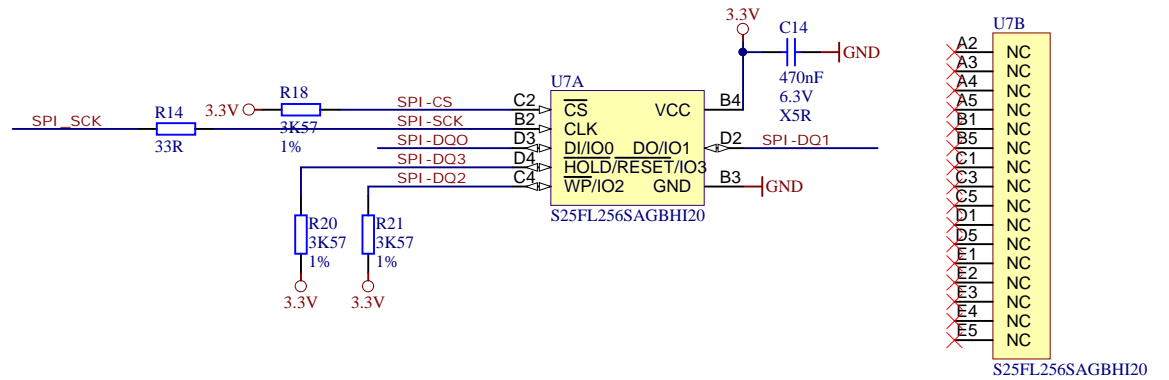 3.3V
C14
GND
470nF
6.3V
X5R
U7A
R18
3.3V
3K57
1%
SPI-CS
C2
CS
VCC
B4
SPI_SCK
R14
33R
SPI-SCK
B2
CLK
SPI-DQ0
D3
DI/IO0
DO/IO1
D2
SPI-DQ1
SPI-DQ3
D4
HOLD/RESET/IO3
SPI-DQ2
C4
WP/IO2
GND
B3
GND
S25FL256SAGBHI20
R20
3K57
1%
3.3V
R21
3K57
1%
3.3V
U7B
A2 NC
A3 NC
A4 NC
A5 NC
B1 NC
B5 NC
C1 NC
C3 NC
C5 NC
D1 NC
D5 NC
E1 NC
E2 NC
E3 NC
E4 NC
E5 NC
S25FL256SAGBHI20